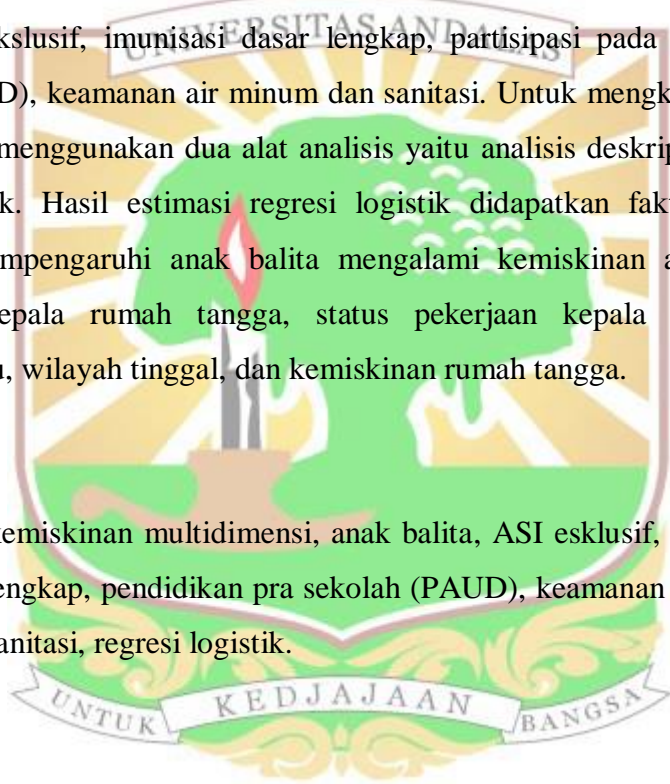 UNIVERSITAS ANDALAS
kslusif, imunisasi dasar lengkap, partisipasi pada
D), keamanan air minum dan sanitasi. Untuk mengk
menggunakan dua alat analisis yaitu analisis deskrip
k. Hasil estimasi regresi logistik didapatkan fak
mpengaruhi anak balita mengalami kemiskinan a
epala rumah tangga, status pekerjaan kepala
, wilayah tinggal, dan kemiskinan rumah tangga.
kemiskinan multidimensi, anak balita, ASI esklusif,
engkap, pendidikan pra sekolah (PAUD), keamanan
anitasi, regresi logistik.
UNTUK KEDJAJAAN BANGSA